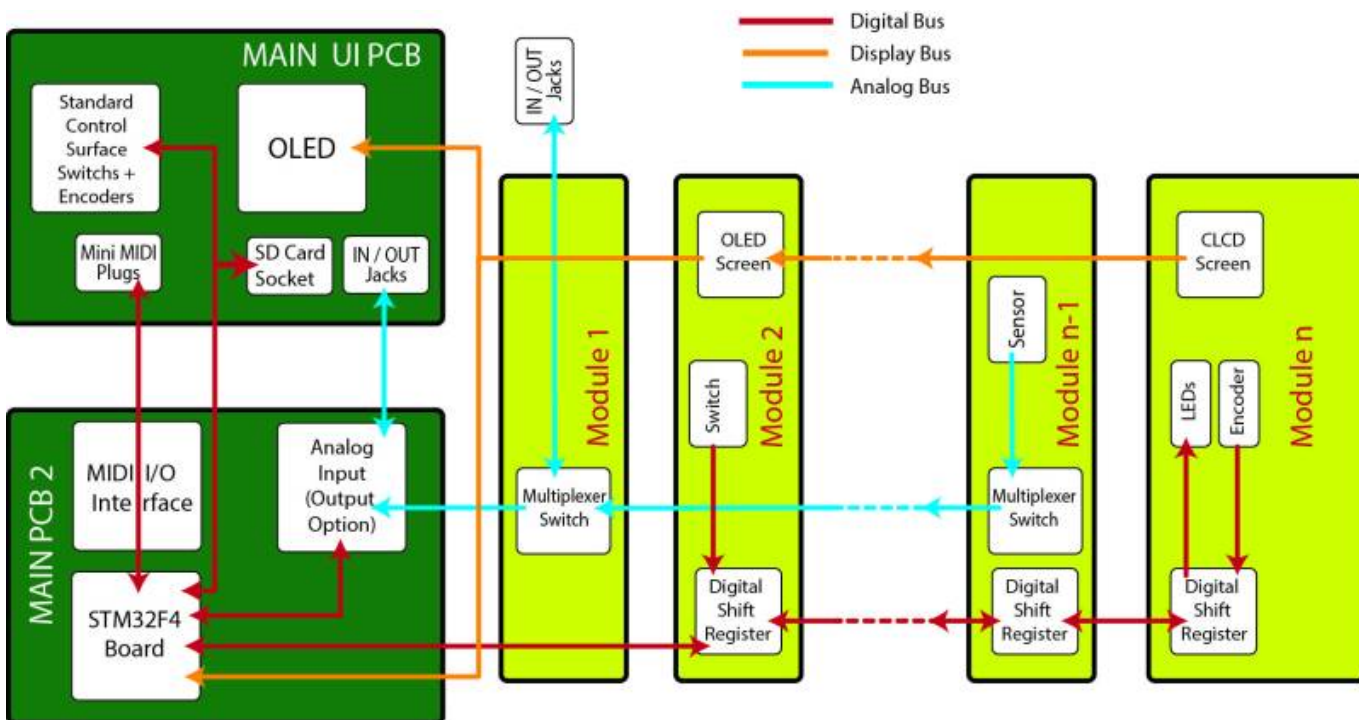 Digital Bus
Display Bus
Analog Bus
MAIN UI PCB
Standard
Control
Surface
Switchs +
Encoders
OLED
Mini MIDI
Plugs
SD Card
Socket
IN / OUT
Jacks
IN / OUT
Jacks
MAIN PCB 2
MIDI I/O
Interface
Analog
Input
(Output
Option)
STM32F4
Board
Module 1
Multiplexer
Switch
Module 2
OLED
Screen
Switch
Digital
Shift
Register
Module n-1
Sensor
Multiplexer
Switch
Digital
Shift
Register
Module n
CLCD
Screen
LEDs
Encoder
Digital
Shift
Register